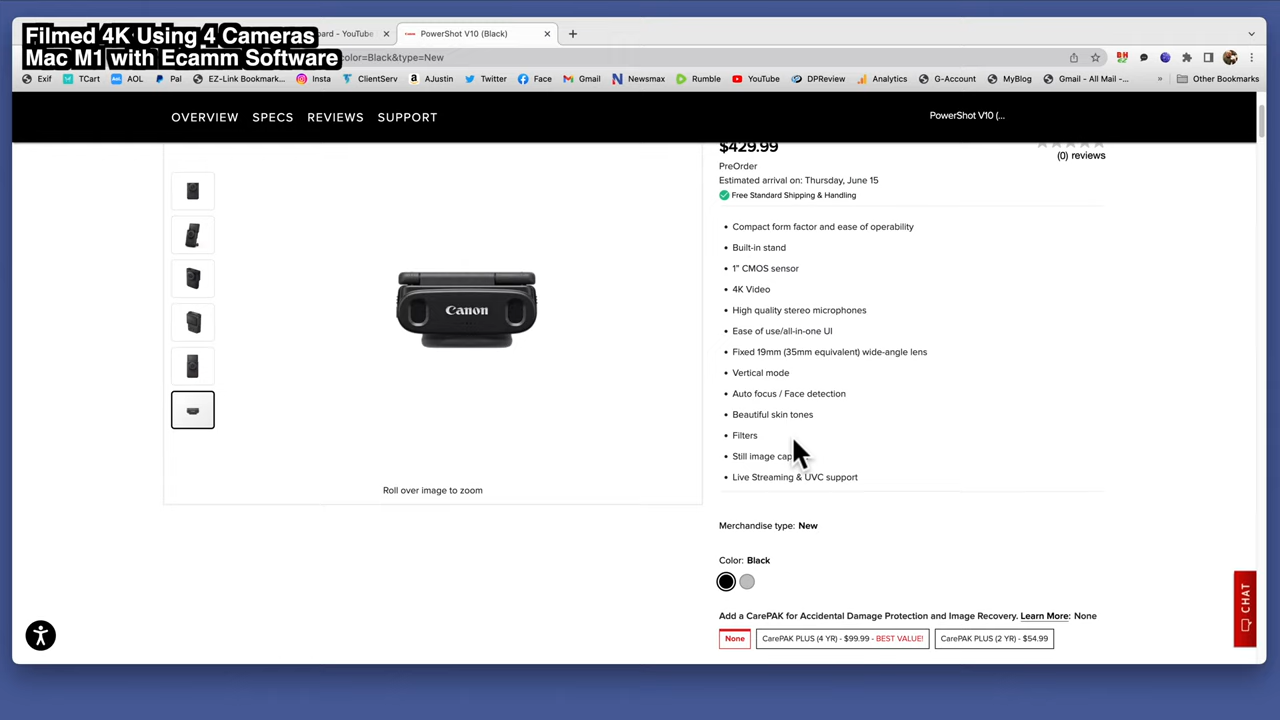 Filmed 4K Using 4 Cameras
Mac M1 with Ecamm Software
board - YouTube
PowerShot V10 (Black)
color=Black&type=New
Exif
TCart
AOL
Pal
EZ-Link Bookmark...
Insta
ClientServ
AJustin
Twitter
Face
Gmail
Newsmax
Rumble
YouTube
DPReview
Analytics
G-Account
MyBlog
Gmail - All Mail -...
»
Other Bookmarks
OVERVIEW SPECS REVIEWS SUPPORT
PowerShot V10 (...
$429.99
(0) reviews
PreOrder
Estimated arrival on: Thursday, June 15
Free Standard Shipping & Handling
• Compact form factor and ease of operability
• Built-in stand
• 1” CMOS sensor
• 4K Video
• High quality stereo microphones
• Ease of use/all-in-one UI
• Fixed 19mm (35mm equivalent) wide-angle lens
• Vertical mode
• Auto focus / Face detection
• Beautiful skin tones
• Filters
• Still image cap
• Live Streaming & UVC support
Canon
Roll over image to zoom
Merchandise type: New
Color: Black
Add a CarePAK for Accidental Damage Protection and Image Recovery. Learn More: None
None
CarePAK PLUS (4 YR) - $99.99 - BEST VALUE!
CarePAK PLUS (2 YR) - $54.99
CHAT